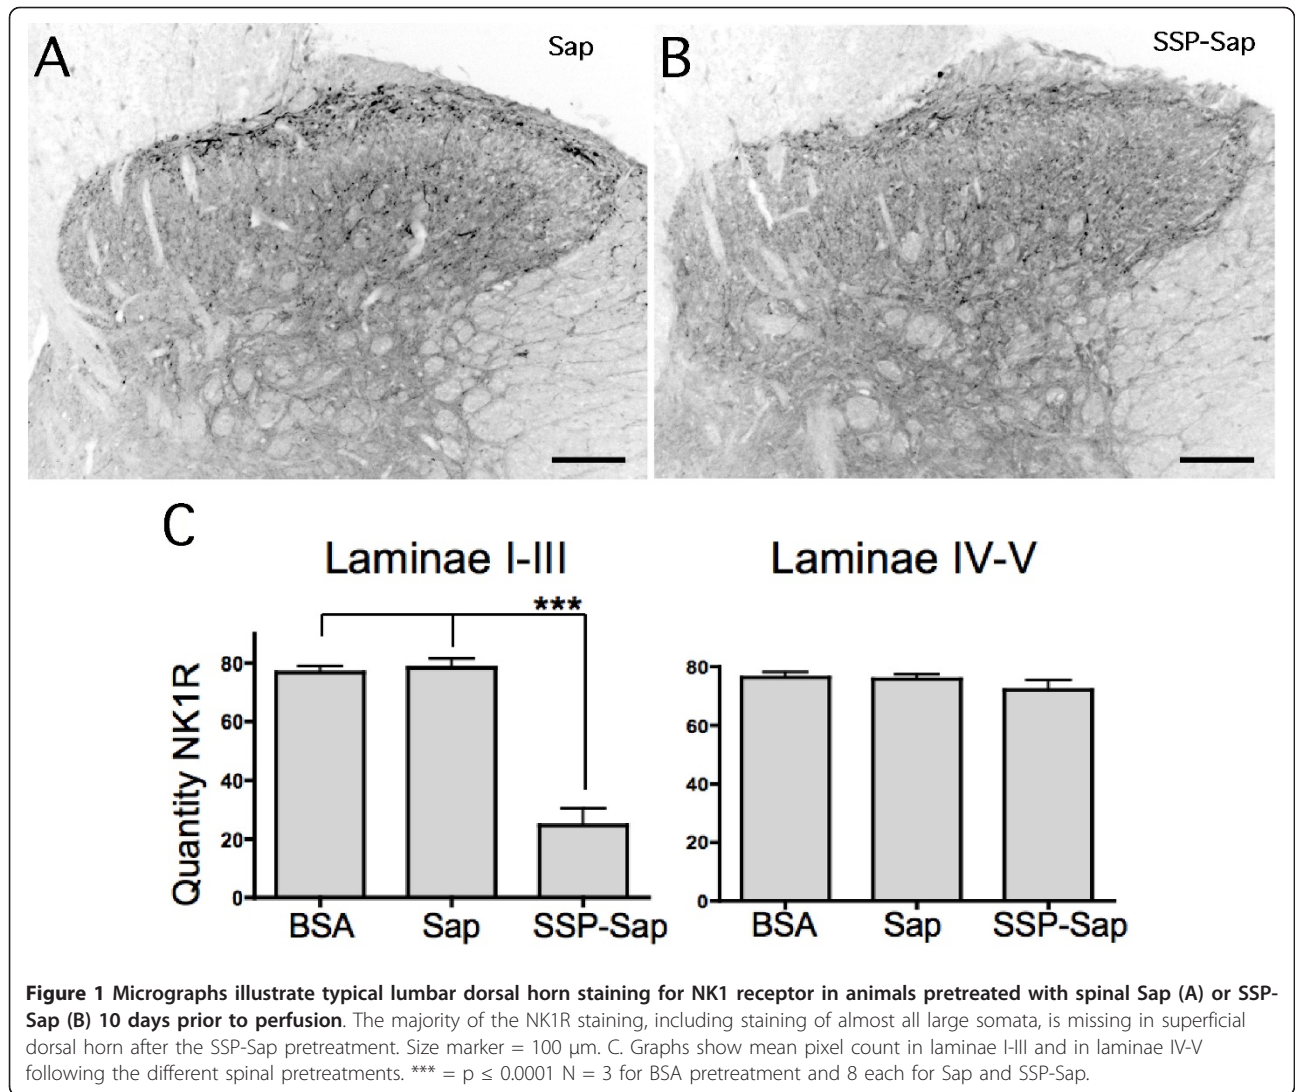 A
Sap
B
SSP-Sap
C
Laminae I-III
Laminae IV-V
***
Quantity NK1R
80
60
40
20
0
BSA
Sap
SSP-Sap
80
60
40
20
0
BSA
Sap
SSP-Sap
Figure 1 Micrographs illustrate typical lumbar dorsal horn staining for NK1 receptor in animals pretreated with spinal Sap (A) or SSP-
Sap (B) 10 days prior to perfusion. The majority of the NK1R staining, including staining of almost all large somata, is missing in superficial
dorsal horn after the SSP-Sap pretreatment. Size marker = 100 μm. C. Graphs show mean pixel count in laminae I-III and in laminae IV-V
following the different spinal pretreatments. *** = p ≤ 0.0001 N = 3 for BSA pretreatment and 8 each for Sap and SSP-Sap.